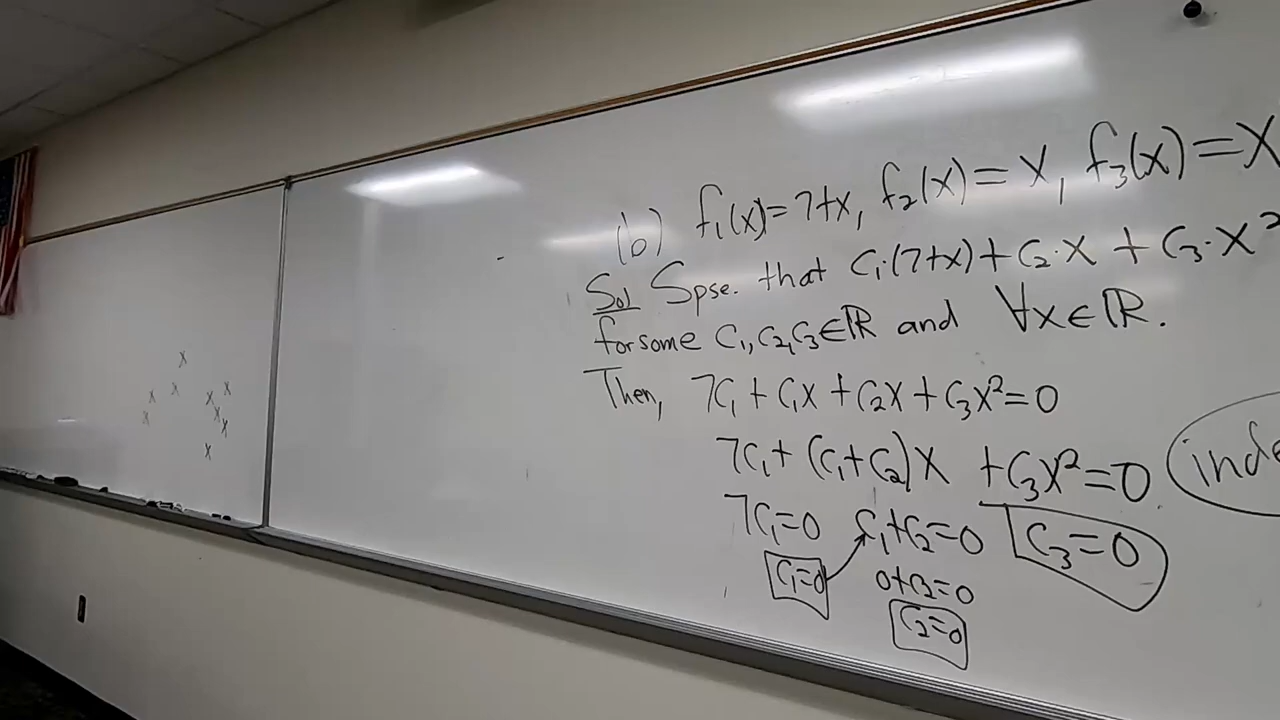 (b) f₁(x)=7+x, f₂(x)=x, f₃(x)=x
Sol Spse. that C₁·(7+x)+C₂·x+C₃·x²
for some C₁,C₂,C₃∈ℝ and ∀x∈ℝ.
Then, 7C₁+C₁x+C₂x+C₃x²=0
7C₁+(C₁+C₂)x +C₃x²=0 inde
7C₁=0 C₁+C₂=0 C₃=0
C₁=0 0+C₂=0
C₂=0
x
x x x
x x x
x
x